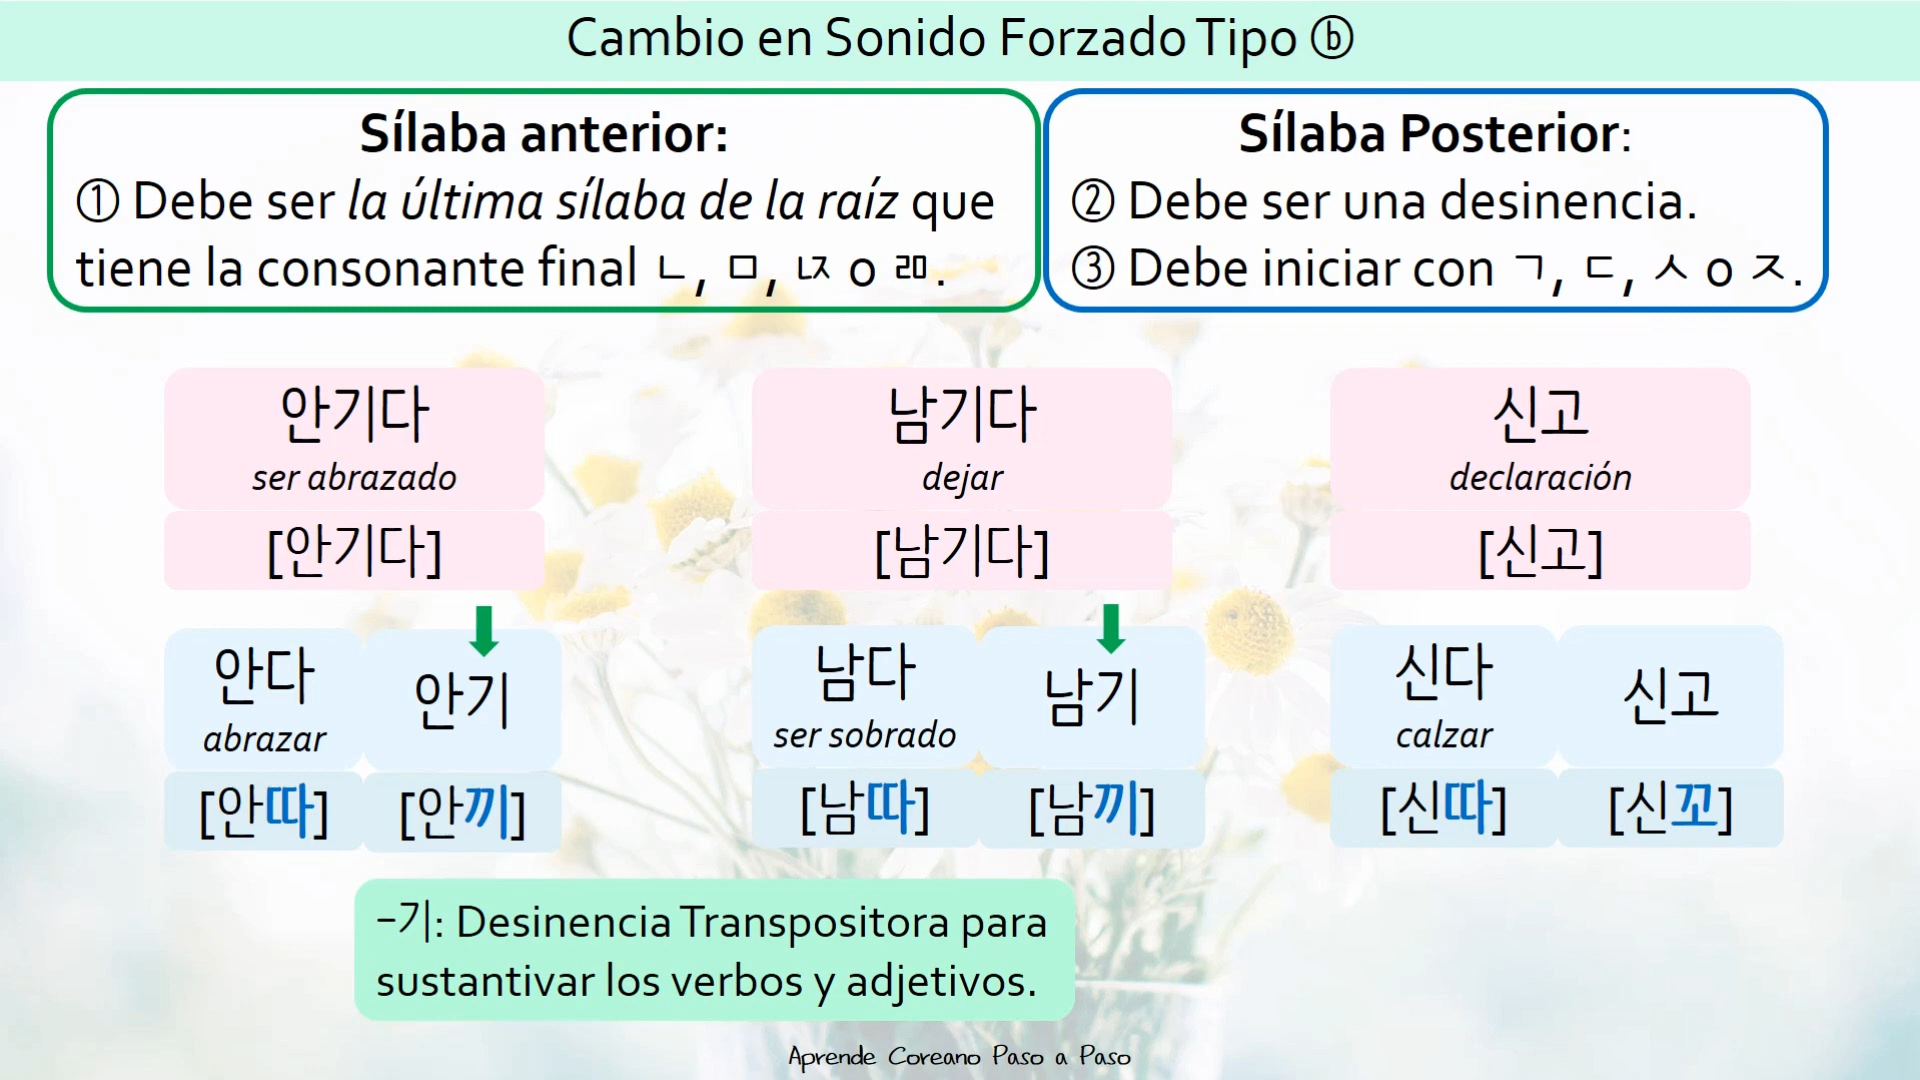 Cambio en Sonido Forzado Tipo ⓑ
Sílaba anterior:
① Debe ser la última sílaba de la raíz que
tiene la consonante final ㄴ, ㅁ, ㄵ o ㄻ.
Sílaba Posterior:
② Debe ser una desinencia.
③ Debe iniciar con ㄱ, ㄷ, ㅅ o ㅈ.
안기다
ser abrazado
[안기다]
남기다
dejar
[남기다]
신고
declaración
[신고]
안다
abrazar
[안따]
안기
[안끼]
남다
ser sobrado
[남따]
남기
[남끼]
신다
calzar
[신따]
신고
[신꼬]
-기: Desinencia Transpositora para
sustantivar los verbos y adjetivos.
Aprende Coreano Paso a Paso